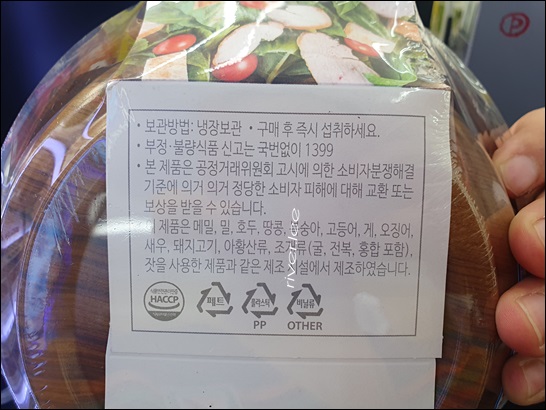 • 보관방법: 냉장보관 • 구매 후 즉시 섭취하세요.
• 부정·불량식품 신고는 국번없이 1399
• 본 제품은 공정거래위원회 고시에 의한 소비자분쟁해결
기준에 의거 의거 정당한 소비자 피해에 대해 교환 또는
보상을 받을 수 있습니다.
제품은 메밀, 밀, 호두, 땅콩, 복숭아, 고등어, 게, 오징어,
새우, 돼지고기, 아황산류, 조개류(굴, 전복, 홍합 포함),
잣을 사용한 제품과 같은 제조 시설에서 제조하였습니다.
riverlee
HACCP
페트
플라스틱
비닐류
PP
OTHER